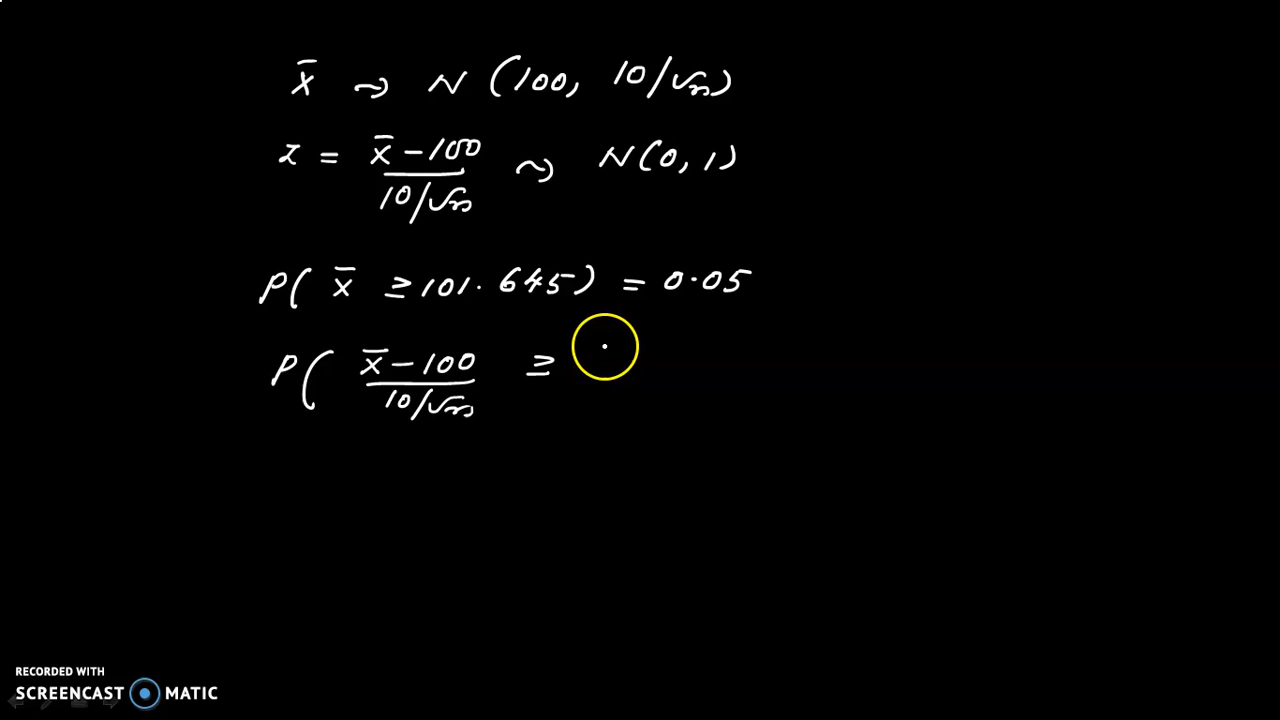 x̄ ⤳ N (100, 10/√n)
z = x̄ - 100 / 10/√n ⤳ N(0, 1)
P( x̄ ≥ 101.645) = 0.05
P( x̄ - 100 / 10/√n ≥
RECORDED WITH
SCREENCAST MATIC